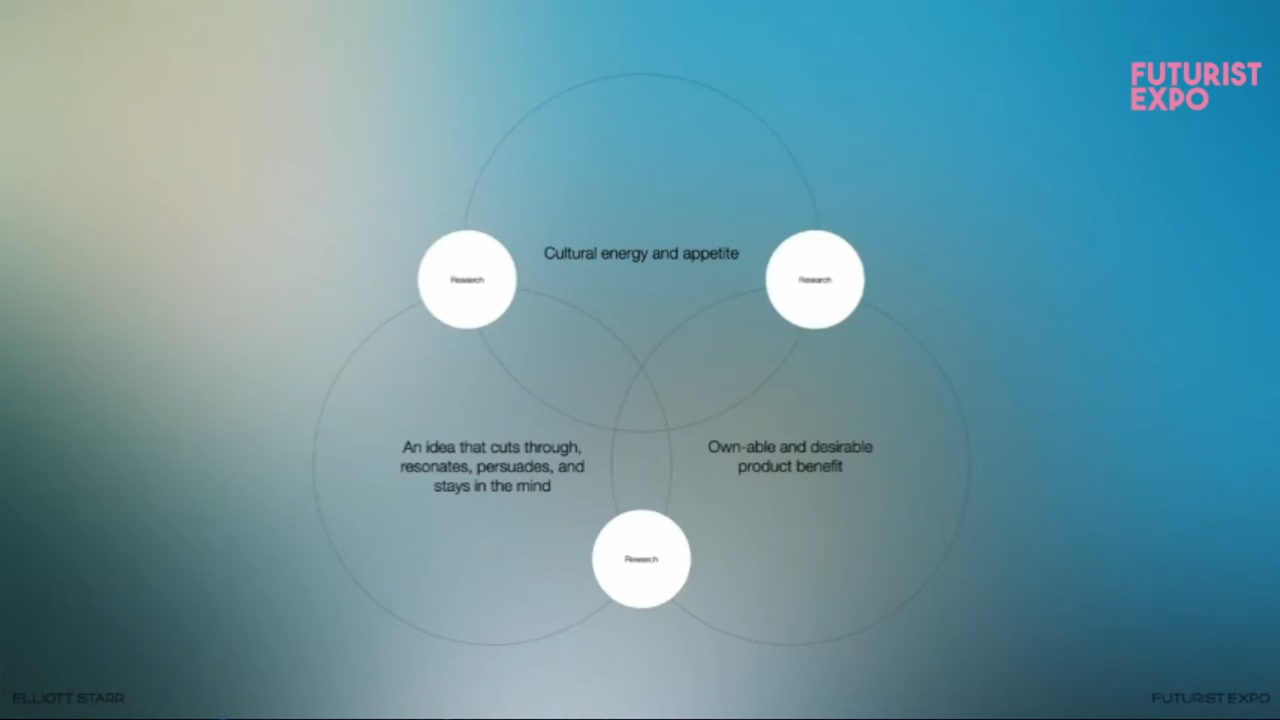 FUTURIST
EXPO
Cultural energy and appetite
Research
Research
An idea that cuts through,
resonates, persuades, and
stays in the mind
Own-able and desirable
product benefit
Research
ELLIOTT STARR
FUTURIST EXPO